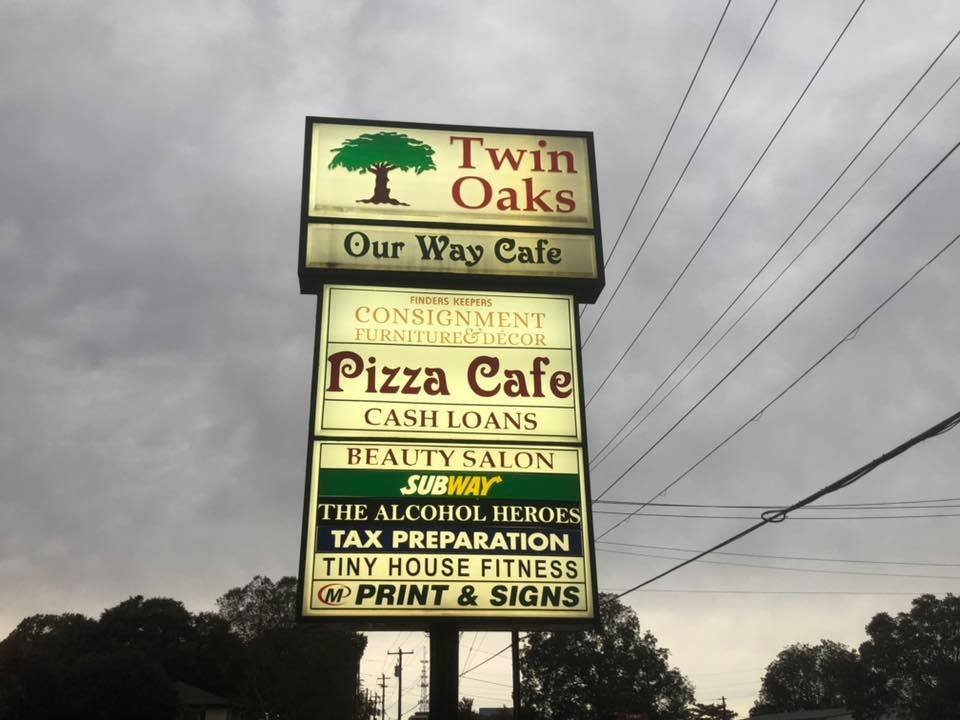 Twin
Oaks
Our Way Cafe
FINDERS KEEPERS
CONSIGNMENT
FURNITURE & DÉCOR
Pizza Cafe
CASH LOANS
BEAUTY SALON
SUBWAY
THE ALCOHOL HEROES
TAX PREPARATION
TINY HOUSE FITNESS
M PRINT & SIGNS